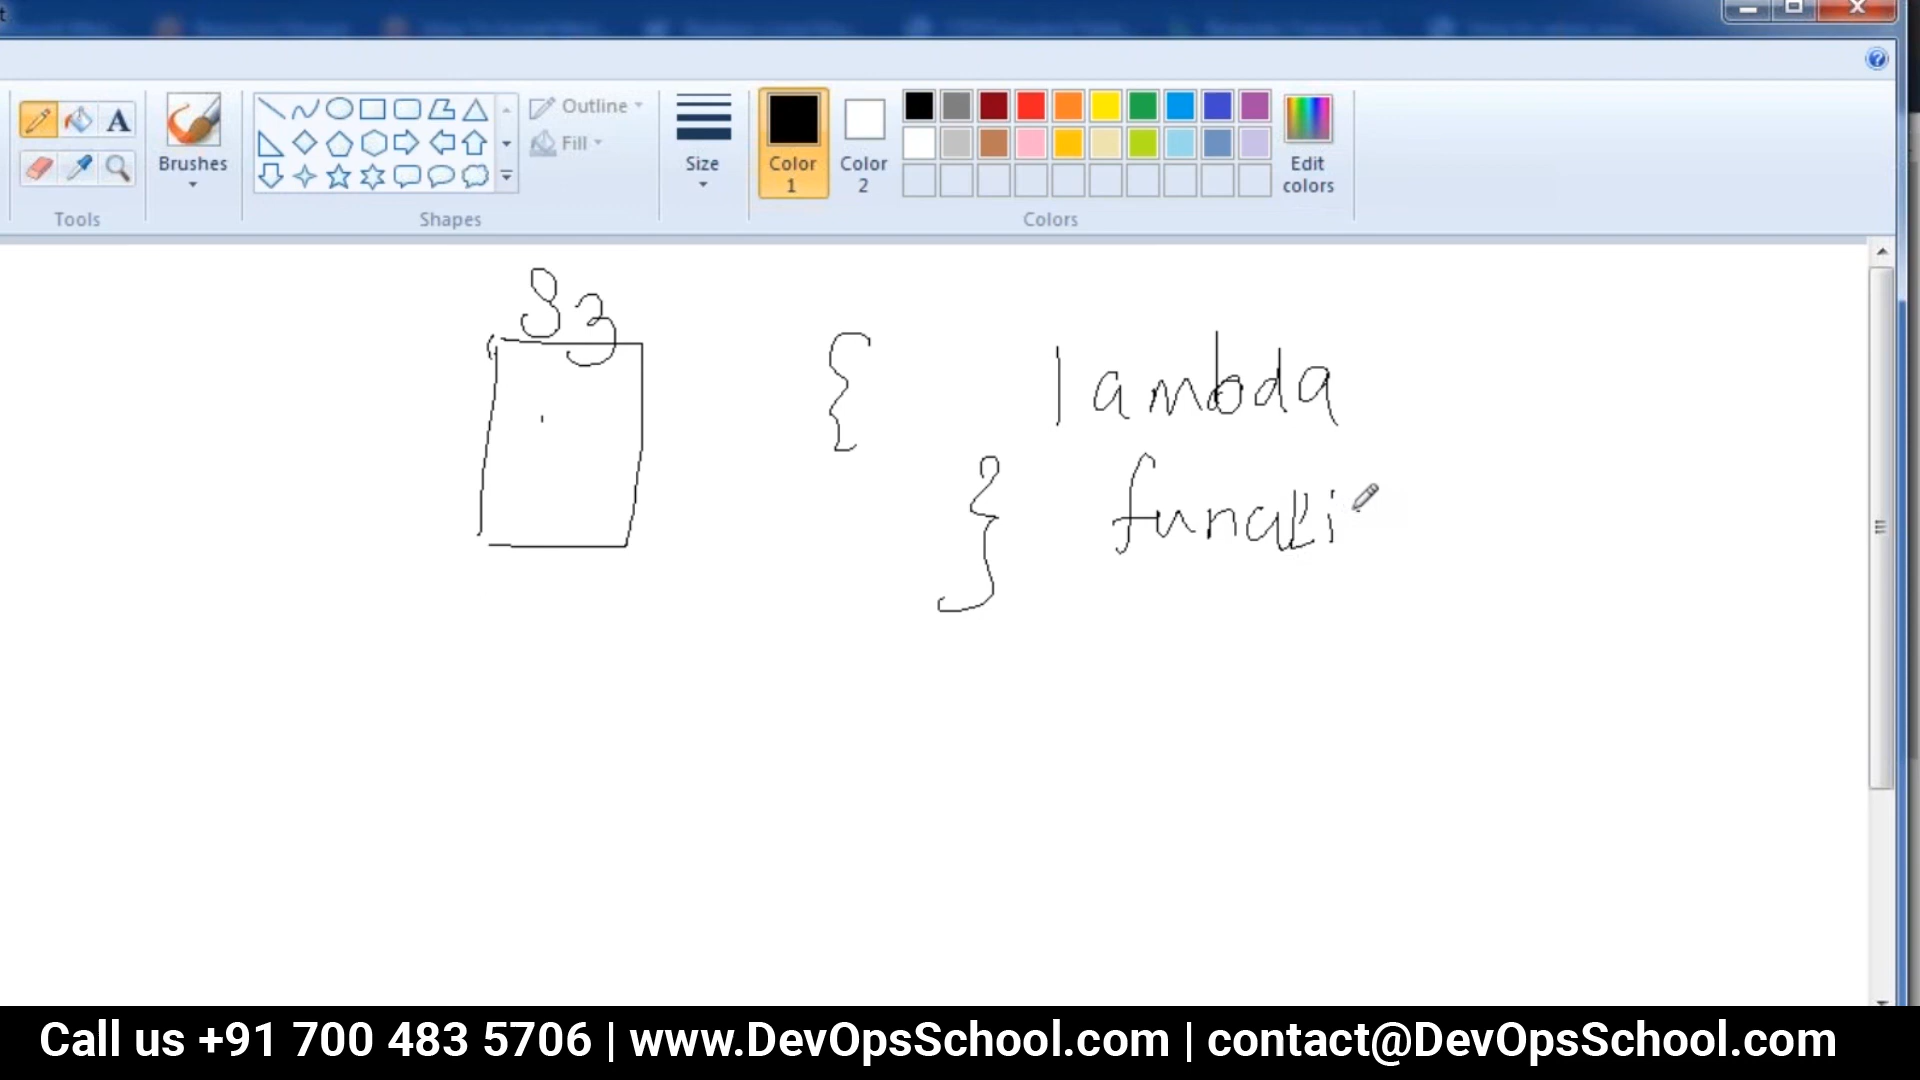 t
Brushes
Outline
Fill
Size
Color
1
Color
2
Edit
colors
Tools
Shapes
Colors
S3
{ lambda
} functi
Call us +91 700 483 5706 | www.DevOpsSchool.com | contact@DevOpsSchool.com